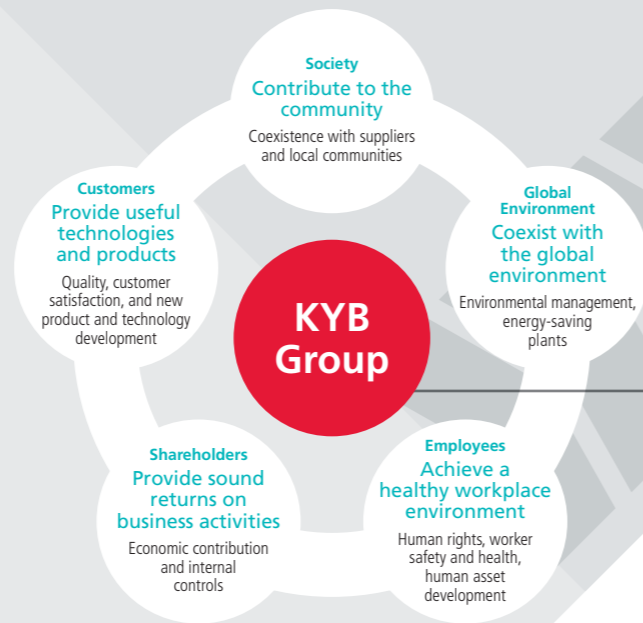 Society
Contribute to the
community
Coexistence with suppliers
and local communities
Customers
Provide useful
technologies
and products
Quality, customer
satisfaction, and new
product and technology
development
Global
Environment
Coexist with
the global
environment
Environmental management,
energy-saving
plants
KYB
Group
Shareholders
Provide sound
returns on
business activities
Economic contribution
and internal
controls
Employees
Achieve a
healthy workplace
environment
Human rights, worker
safety and health,
human asset
development